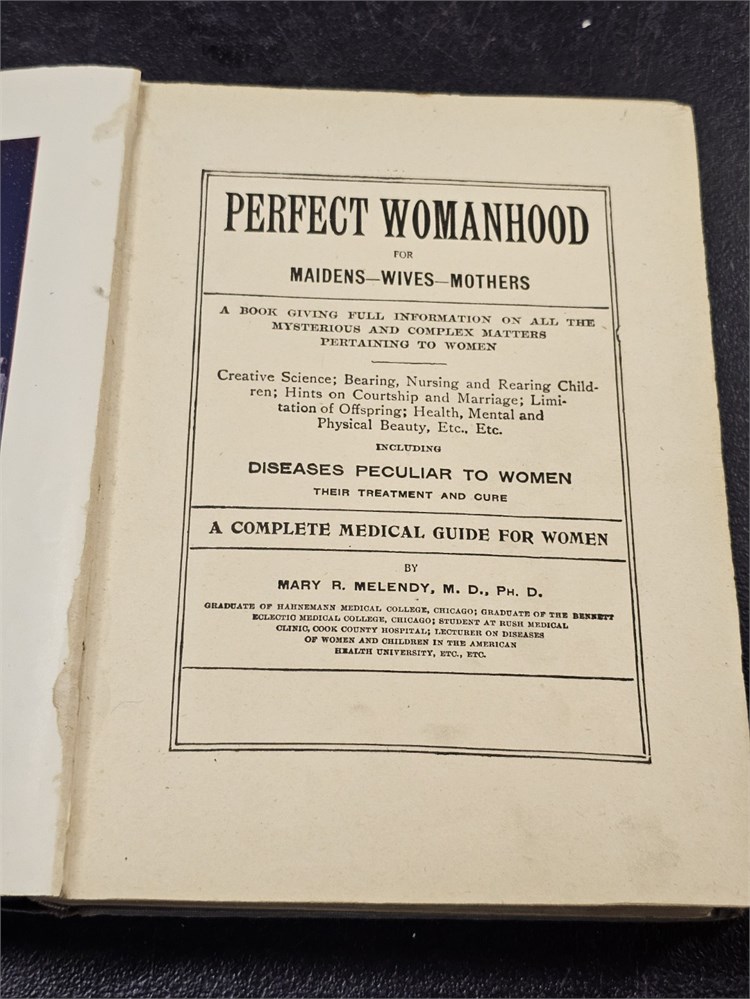 PERFECT WOMANHOOD
FOR
MAIDENS—WIVES—MOTHERS
A BOOK GIVING FULL INFORMATION ON ALL THE
MYSTERIOUS AND COMPLEX MATTERS
PERTAINING TO WOMEN
Creative Science; Bearing, Nursing and Rearing Child-
ren; Hints on Courtship and Marriage; Limi-
tation of Offspring; Health, Mental and
Physical Beauty, Etc., Etc.
INCLUDING
DISEASES PECULIAR TO WOMEN
THEIR TREATMENT AND CURE
A COMPLETE MEDICAL GUIDE FOR WOMEN
BY
MARY R. MELENDY, M. D., PH. D.
GRADUATE OF HAHNEMANN MEDICAL COLLEGE, CHICAGO; GRADUATE OF THE BENNETT
ECLECTIC MEDICAL COLLEGE, CHICAGO; STUDENT AT RUSH MEDICAL
CLINIC, COOK COUNTY HOSPITAL; LECTURER ON DISEASES
OF WOMEN AND CHILDREN IN THE AMERICAN
HEALTH UNIVERSITY, ETC., ETC.